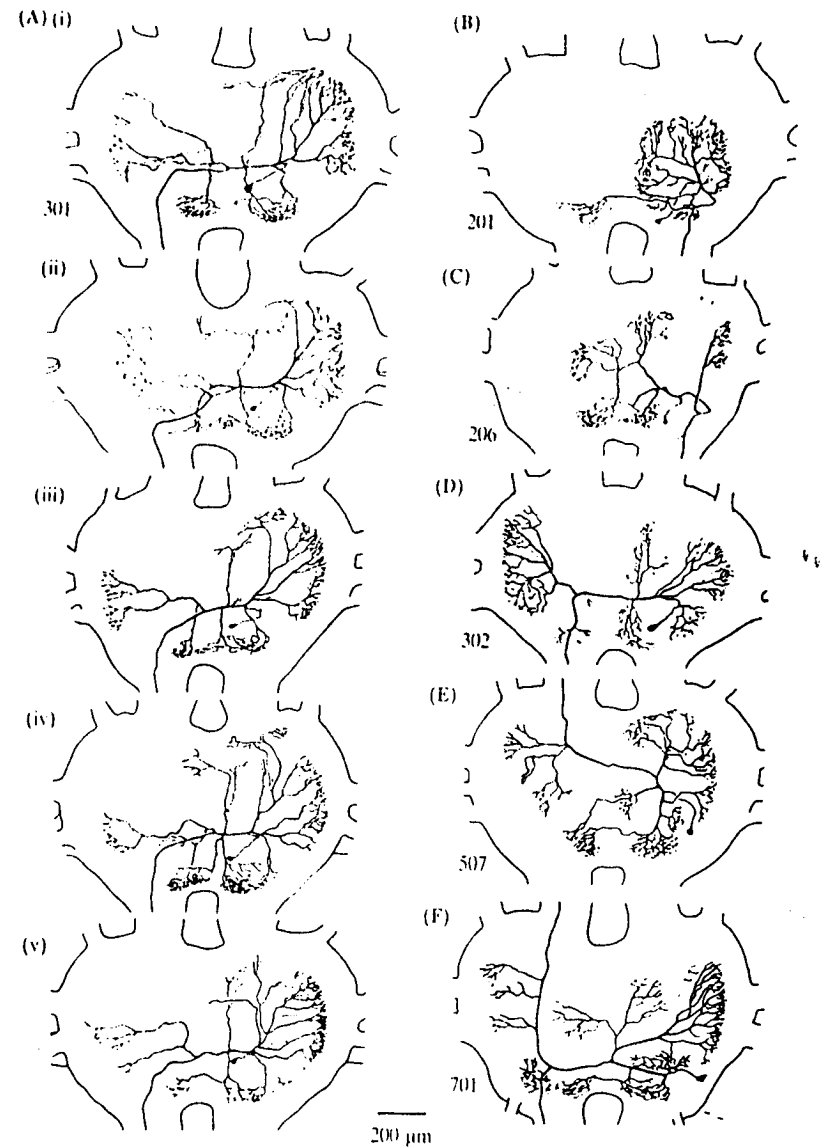 (A) (i)
301
(ii)
(iii)
(iv)
(v)
(B)
201
(C)
206
(D)
302
(E)
507
(F)
701
200 µm